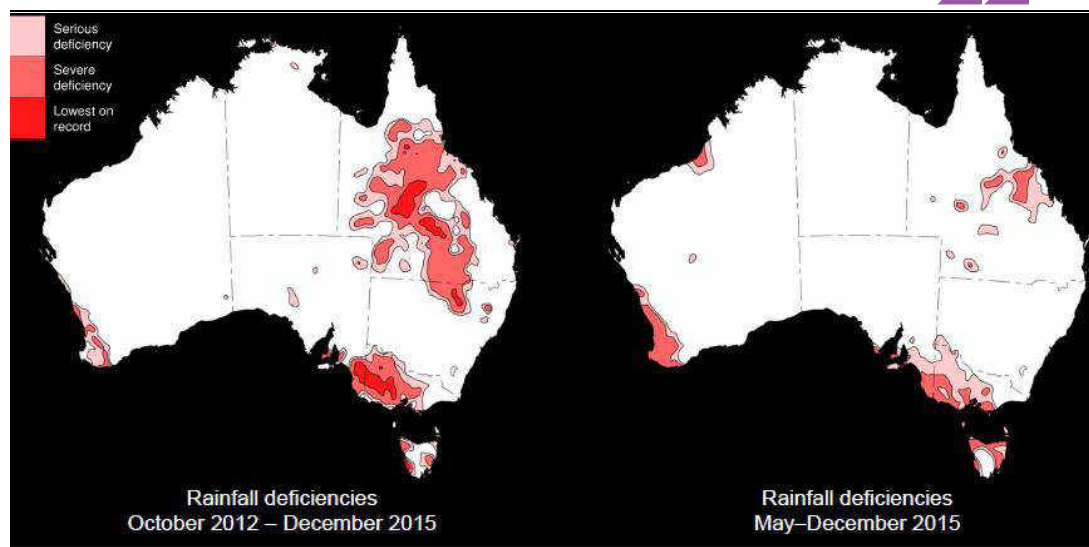 Serious
deficiency
Severe
deficiency
Lowest on
record
Rainfall deficiencies
October 2012 – December 2015
Rainfall deficiencies
May–December 2015